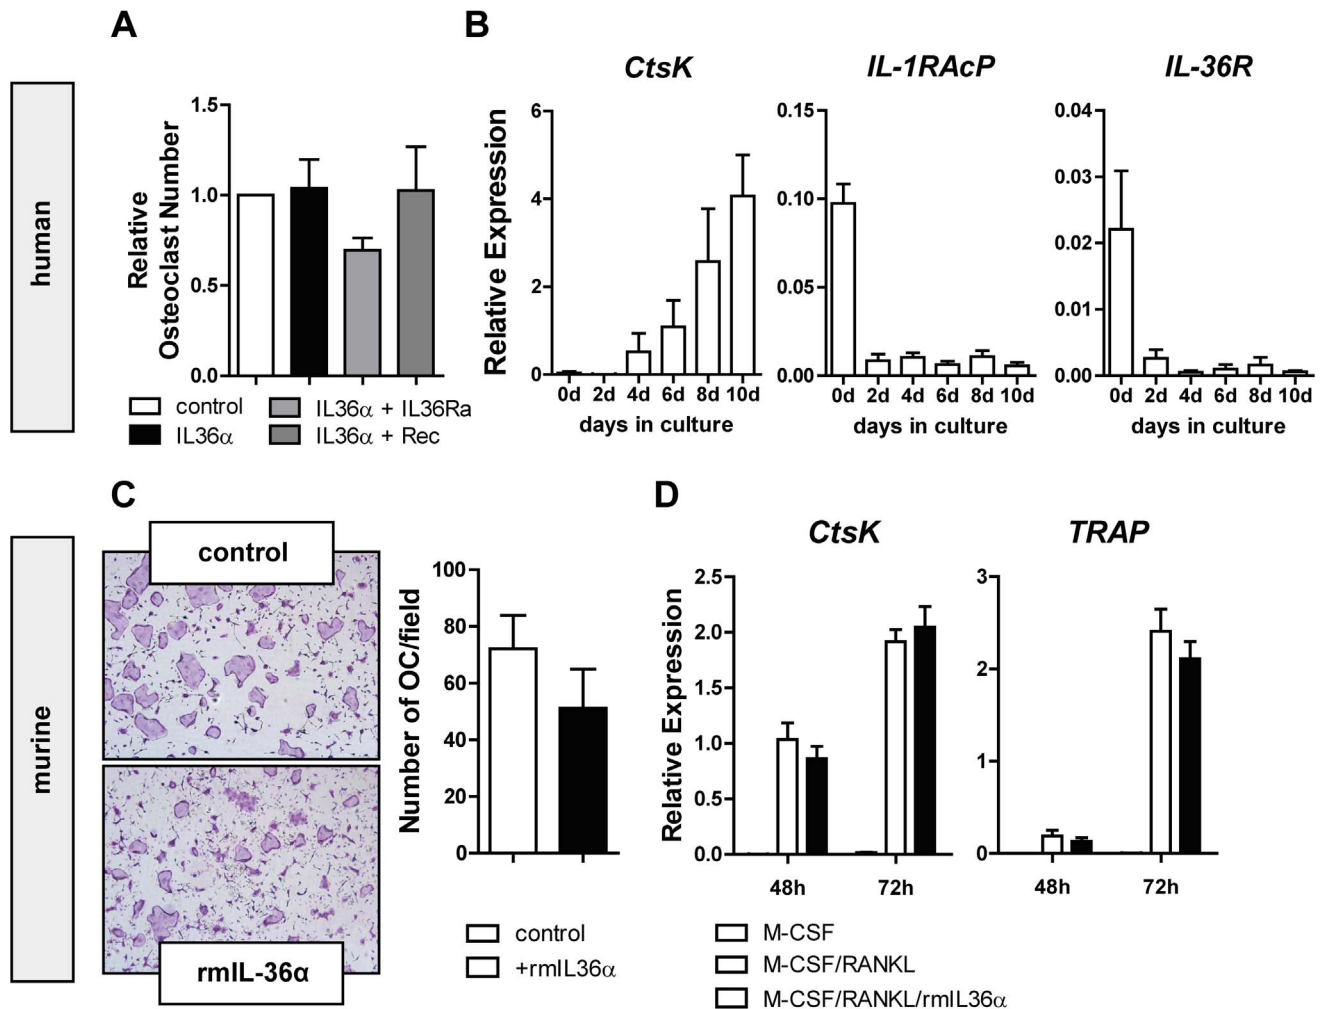 A
B
human
Relative
Osteoclast Number
1.5
1.0
0.5
0.0
control
IL36α
IL36α + IL36Ra
IL36α + Rec
CtsK
Relative Expression
6
4
2
0
0d 2d 4d 6d 8d 10d
days in culture
IL-1RAcP
0.15
0.10
0.05
0.00
0d 2d 4d 6d 8d 10d
days in culture
IL-36R
0.04
0.03
0.02
0.01
0.00
0d 2d 4d 6d 8d 10d
days in culture
C
D
murine
control
rmIL-36α
Number of OC/field
100
80
60
40
20
0
control
+rmIL36α
CtsK
Relative Expression
2.5
2.0
1.5
1.0
0.5
0.0
48h 72h
TRAP
3
2
1
0
48h 72h
M-CSF
M-CSF/RANKL
M-CSF/RANKL/rmIL36α